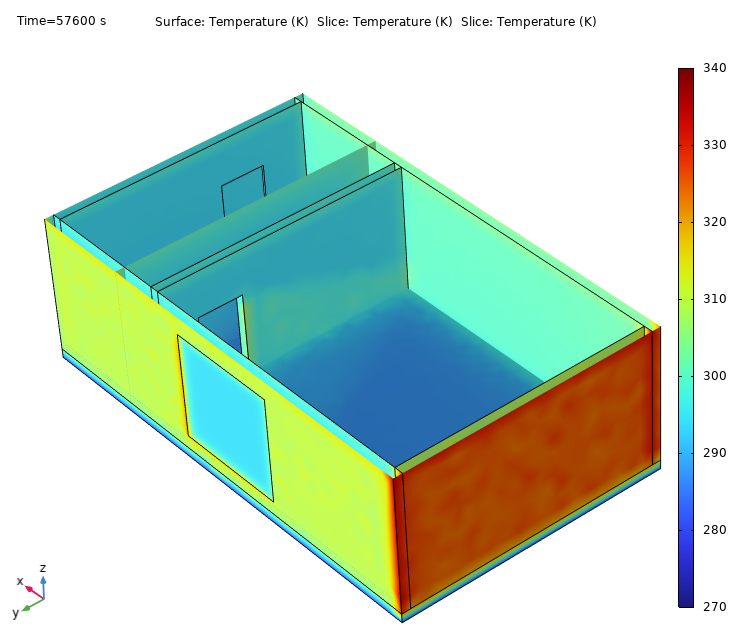 Time=57600 s Surface: Temperature (K) Slice: Temperature (K) Slice: Temperature (K)
340
330
320
310
300
290
280
270
z
x
y